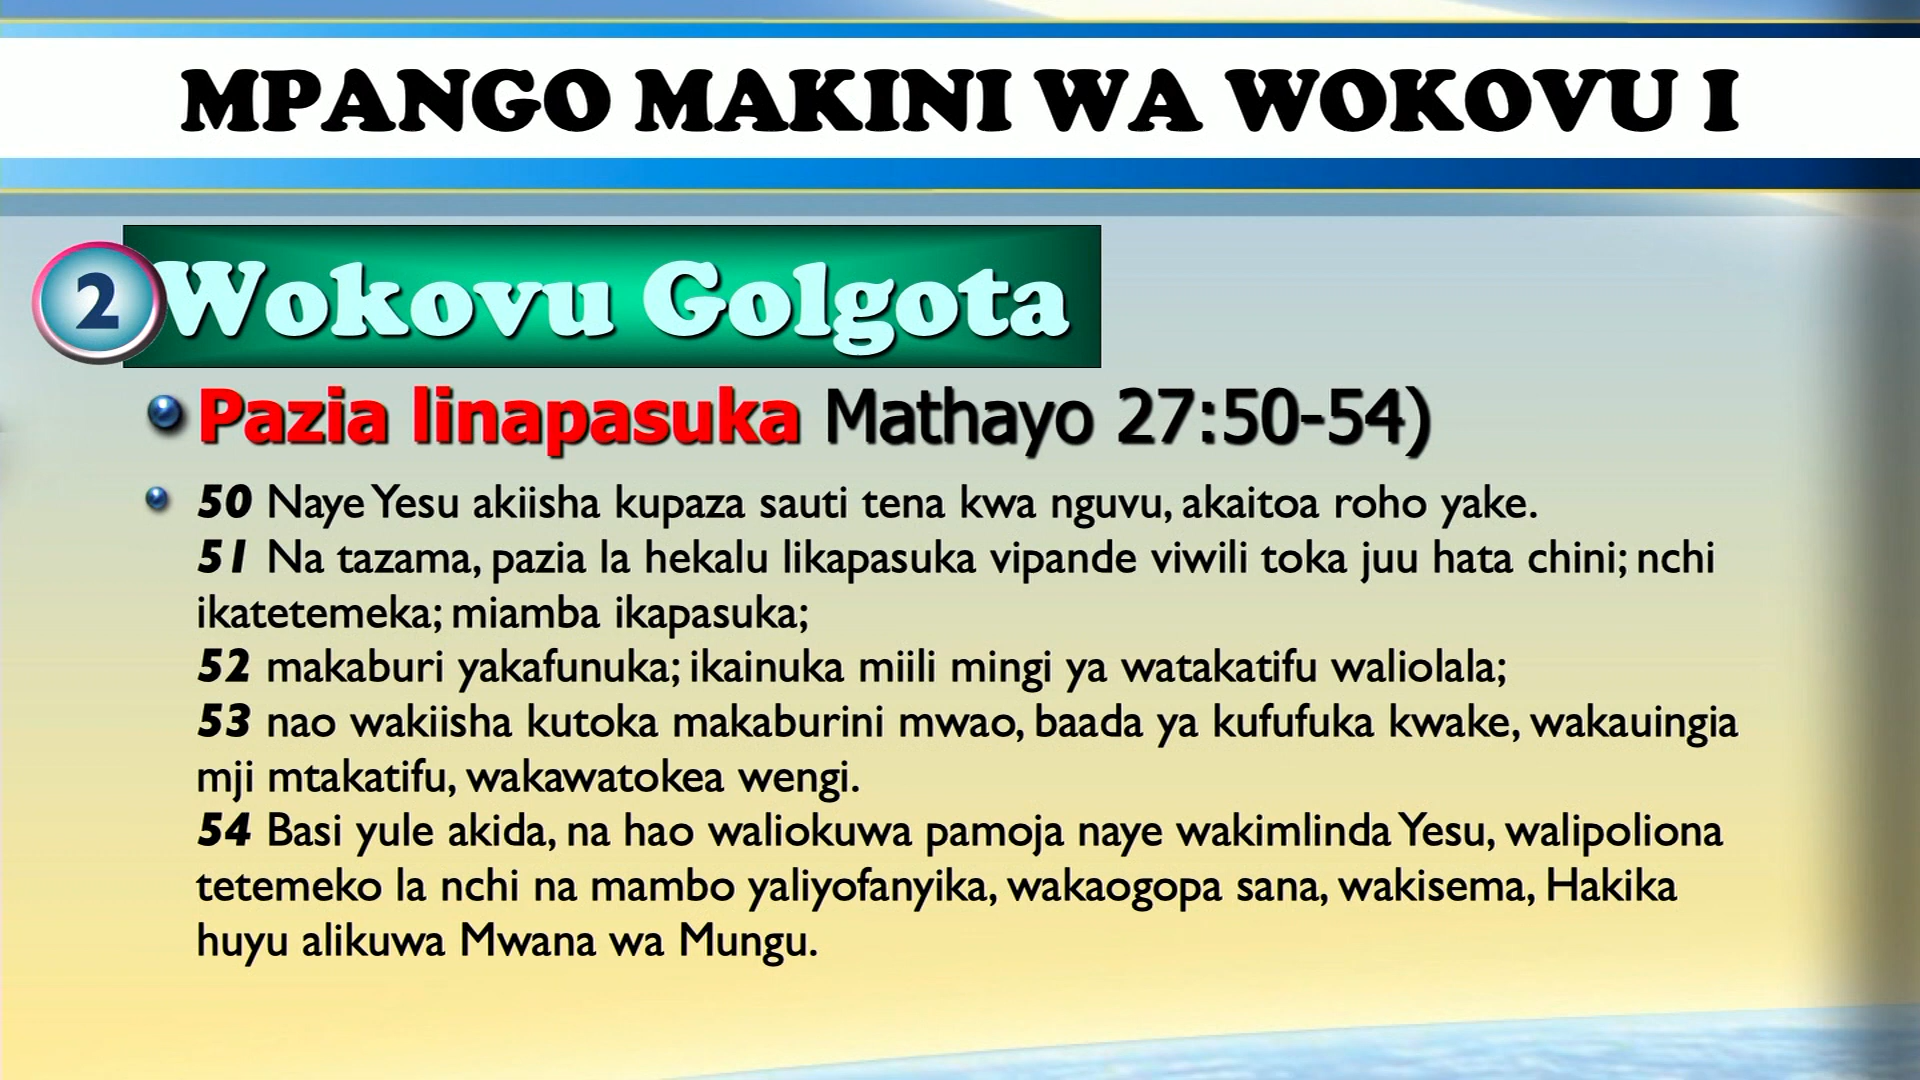 MPANGO MAKINI WA WOKOVU I
2 Wokovu Golgota
Pazia linapasuka Mathayo 27:50-54)
50 Naye Yesu akiisha kupaza sauti tena kwa nguvu, akaitoa roho yake.
51 Na tazama, pazia la hekalu likapasuka vipande viwili toka juu hata chini; nchi
ikatetemeka; miamba ikapasuka;
52 makaburi yakafunuka; ikainuka miili mingi ya watakatifu waliolala;
53 nao wakiisha kutoka makaburini mwao, baada ya kufufuka kwake, wakauingia
mji mtakatifu, wakawatokea wengi.
54 Basi yule akida, na hao waliokuwa pamoja naye wakimlinda Yesu, walipoliona
tetemeko la nchi na mambo yaliyofanyika, wakaogopa sana, wakisema, Hakika
huyu alikuwa Mwana wa Mungu.